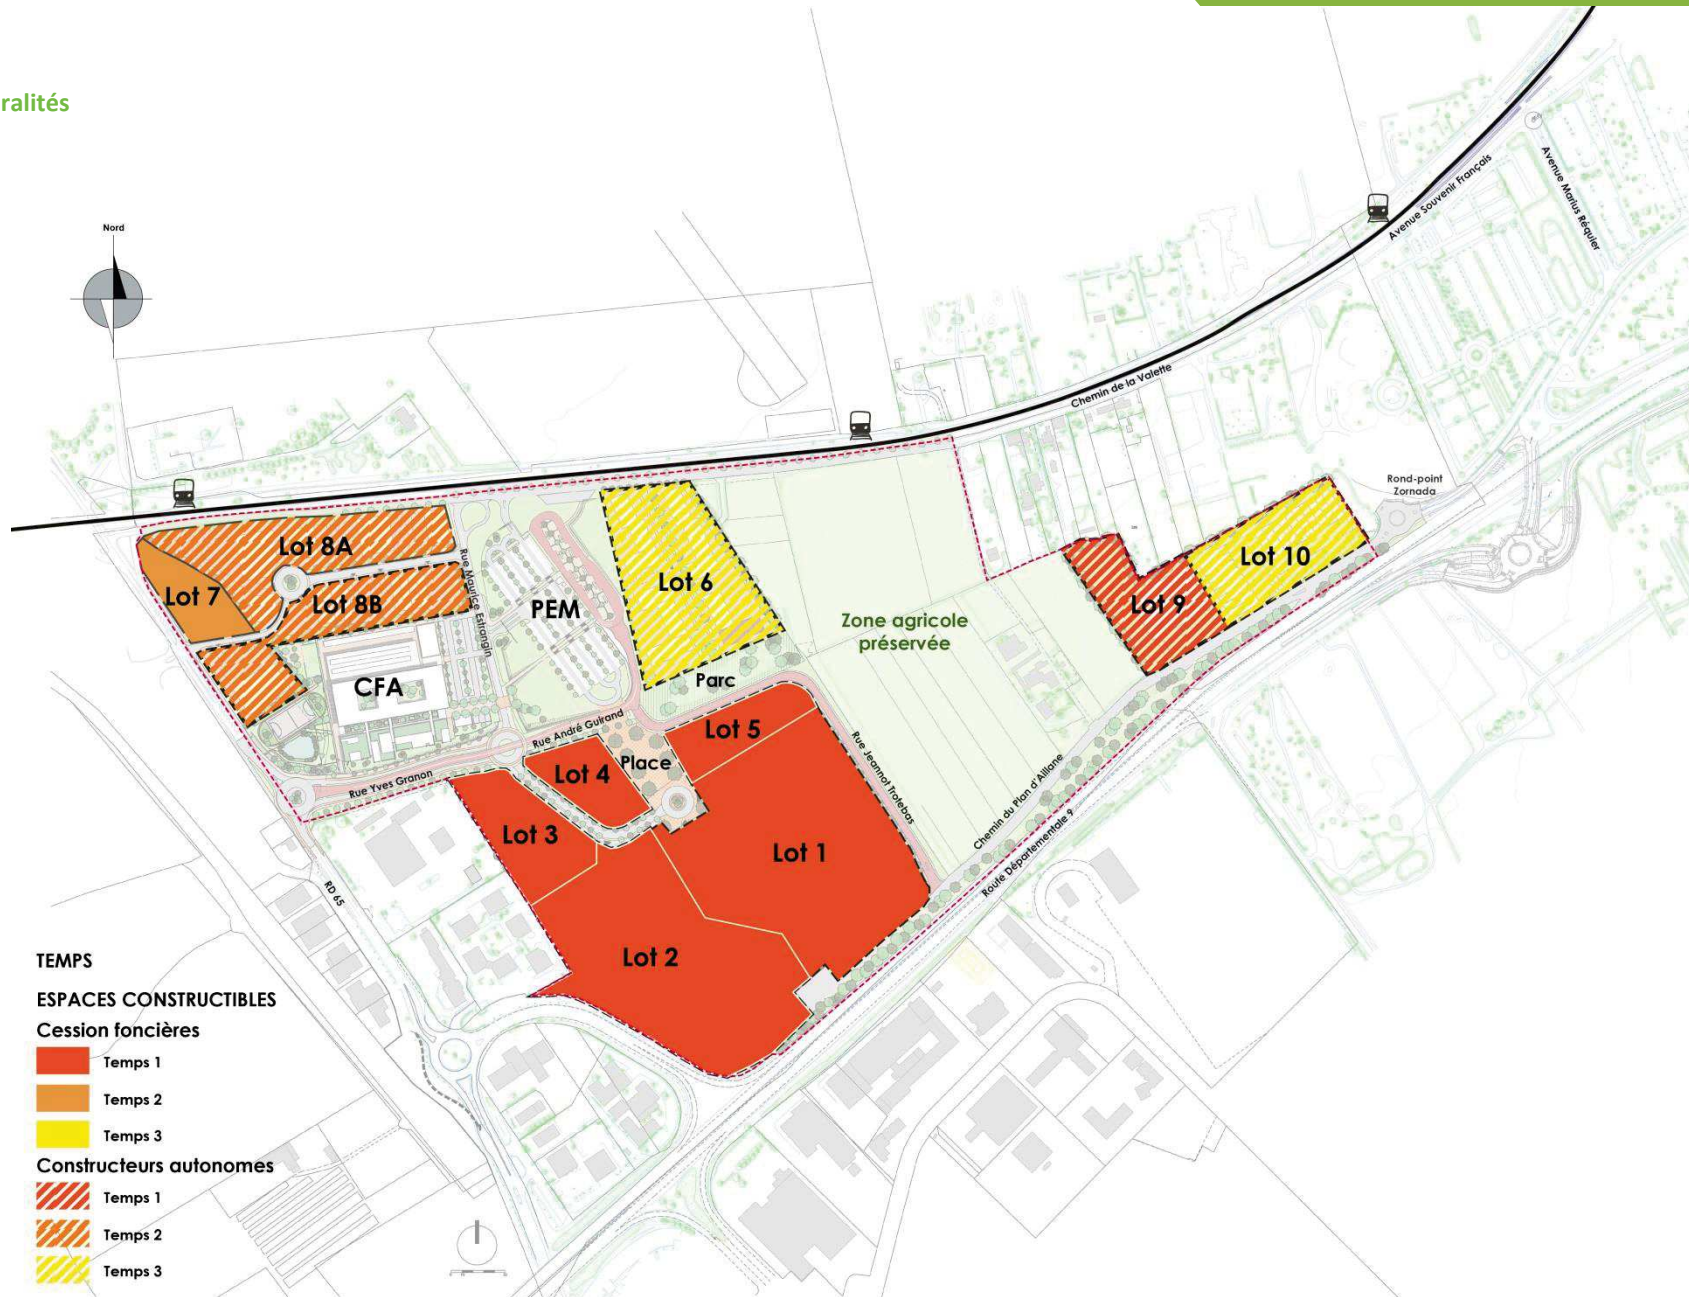 ralités
Nord
Avenue Marius Réquier
Avenue Souvenir Français
Chemin de la Valette
Rond-point
Zornada
Lot 8A
Lot 7
Lot 8B
Rue Maurice Estrangin
PEM
Lot 6
Lot 10
Lot 9
Zone agricole
préservée
CFA
Parc
Lot 5
Rue André Guirand
Place
Lot 4
Rue Yves Granon
Rue Jeannot Trofebas
Lot 3
Lot 1
Chemin du Plan d'Aillane
Route Départementale 9
RD 65
Lot 2
TEMPS
ESPACES CONSTRUCTIBLES
Cession foncières
Temps 1
Temps 2
Temps 3
Constructeurs autonomes
Temps 1
Temps 2
Temps 3